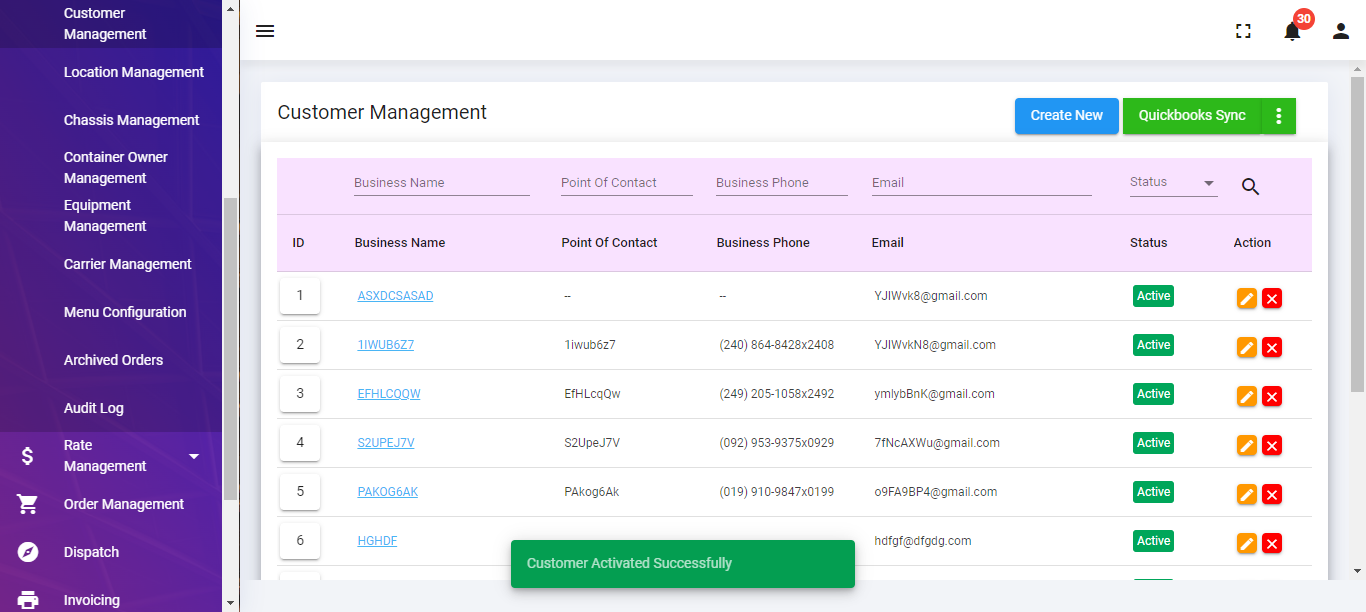 Customer
Management
Location Management
Chassis Management
Container Owner
Management
Equipment
Management
Carrier Management
Menu Configuration
Archived Orders
Audit Log
$ Rate
Management
Order Management
Dispatch
Invoicing
30
Customer Management
Create New
Quickbooks Sync
Business Name Point Of Contact Business Phone Email Status
ID Business Name Point Of Contact Business Phone Email Status Action
1 ASXDCSASAD -- -- YJIWvk8@gmail.com Active
2 1IWUB6Z7 1iwub6z7 (240) 864-8428x2408 YJIWvkN8@gmail.com Active
3 EFHLCQQW EfHLcqQw (249) 205-1058x2492 ymlybBnK@gmail.com Active
4 S2UPEJ7V S2UpeJ7V (092) 953-9375x0929 7fNcAXWu@gmail.com Active
5 PAKOG6AK PAkog6Ak (019) 910-9847x0199 o9FA9BP4@gmail.com Active
6 HGHDF hdfgf@dfgdg.com Active
Customer Activated Successfully